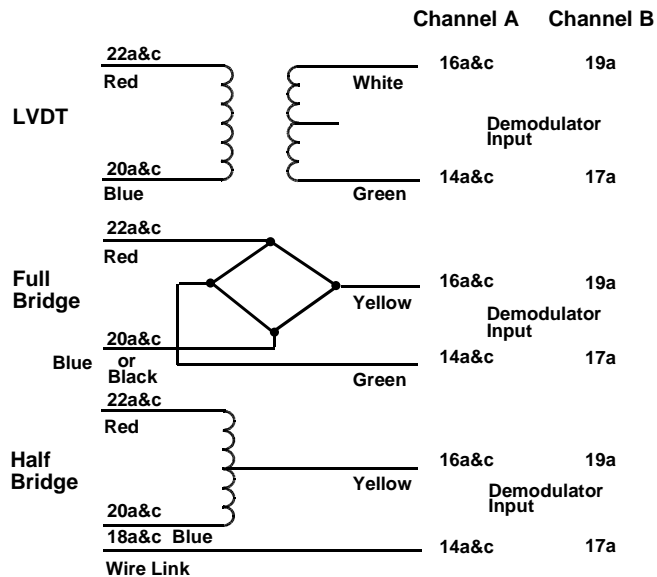 Channel A Channel B
22a&c
Red
White
16a&c 19a
LVDT
Demodulator
Input
20a&c
Blue
Green
14a&c 17a
22a&c
Red
Full
Bridge
Yellow
16a&c 19a
Demodulator
Input
20a&c
Blue or
Black
Green
14a&c 17a
22a&c
Red
Half
Bridge
Yellow
16a&c 19a
Demodulator
Input
20a&c
18a&c Blue
14a&c 17a
Wire Link